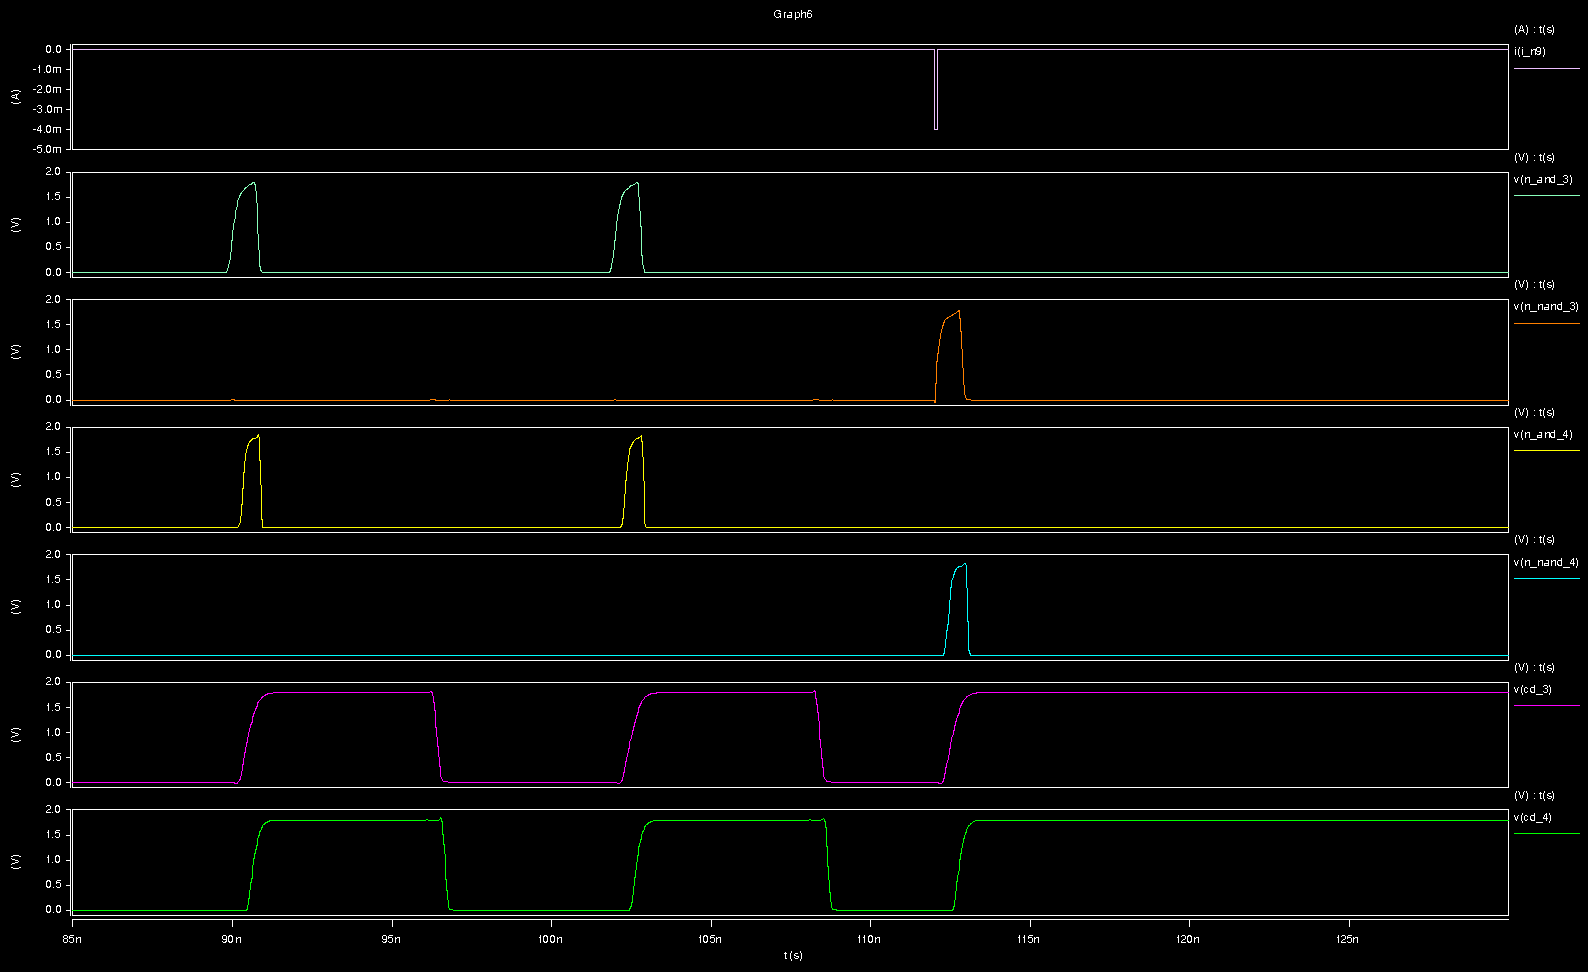 Graph6
(A) : t(s)
i(i_n9)
0.0
-1.0m
-2.0m
-3.0m
-4.0m
-5.0m
(A)
(V) : t(s)
v(n_and_3)
2.0
1.5
1.0
0.5
0.0
(V)
(V) : t(s)
v(n_nand_3)
2.0
1.5
1.0
0.5
0.0
(V)
(V) : t(s)
v(n_and_4)
2.0
1.5
1.0
0.5
0.0
(V)
(V) : t(s)
v(n_nand_4)
2.0
1.5
1.0
0.5
0.0
(V)
(V) : t(s)
v(cd_3)
2.0
1.5
1.0
0.5
0.0
(V)
(V) : t(s)
v(cd_4)
2.0
1.5
1.0
0.5
0.0
(V)
85n 90n 95n 100n 105n 110n 115n 120n 125n
t(s)